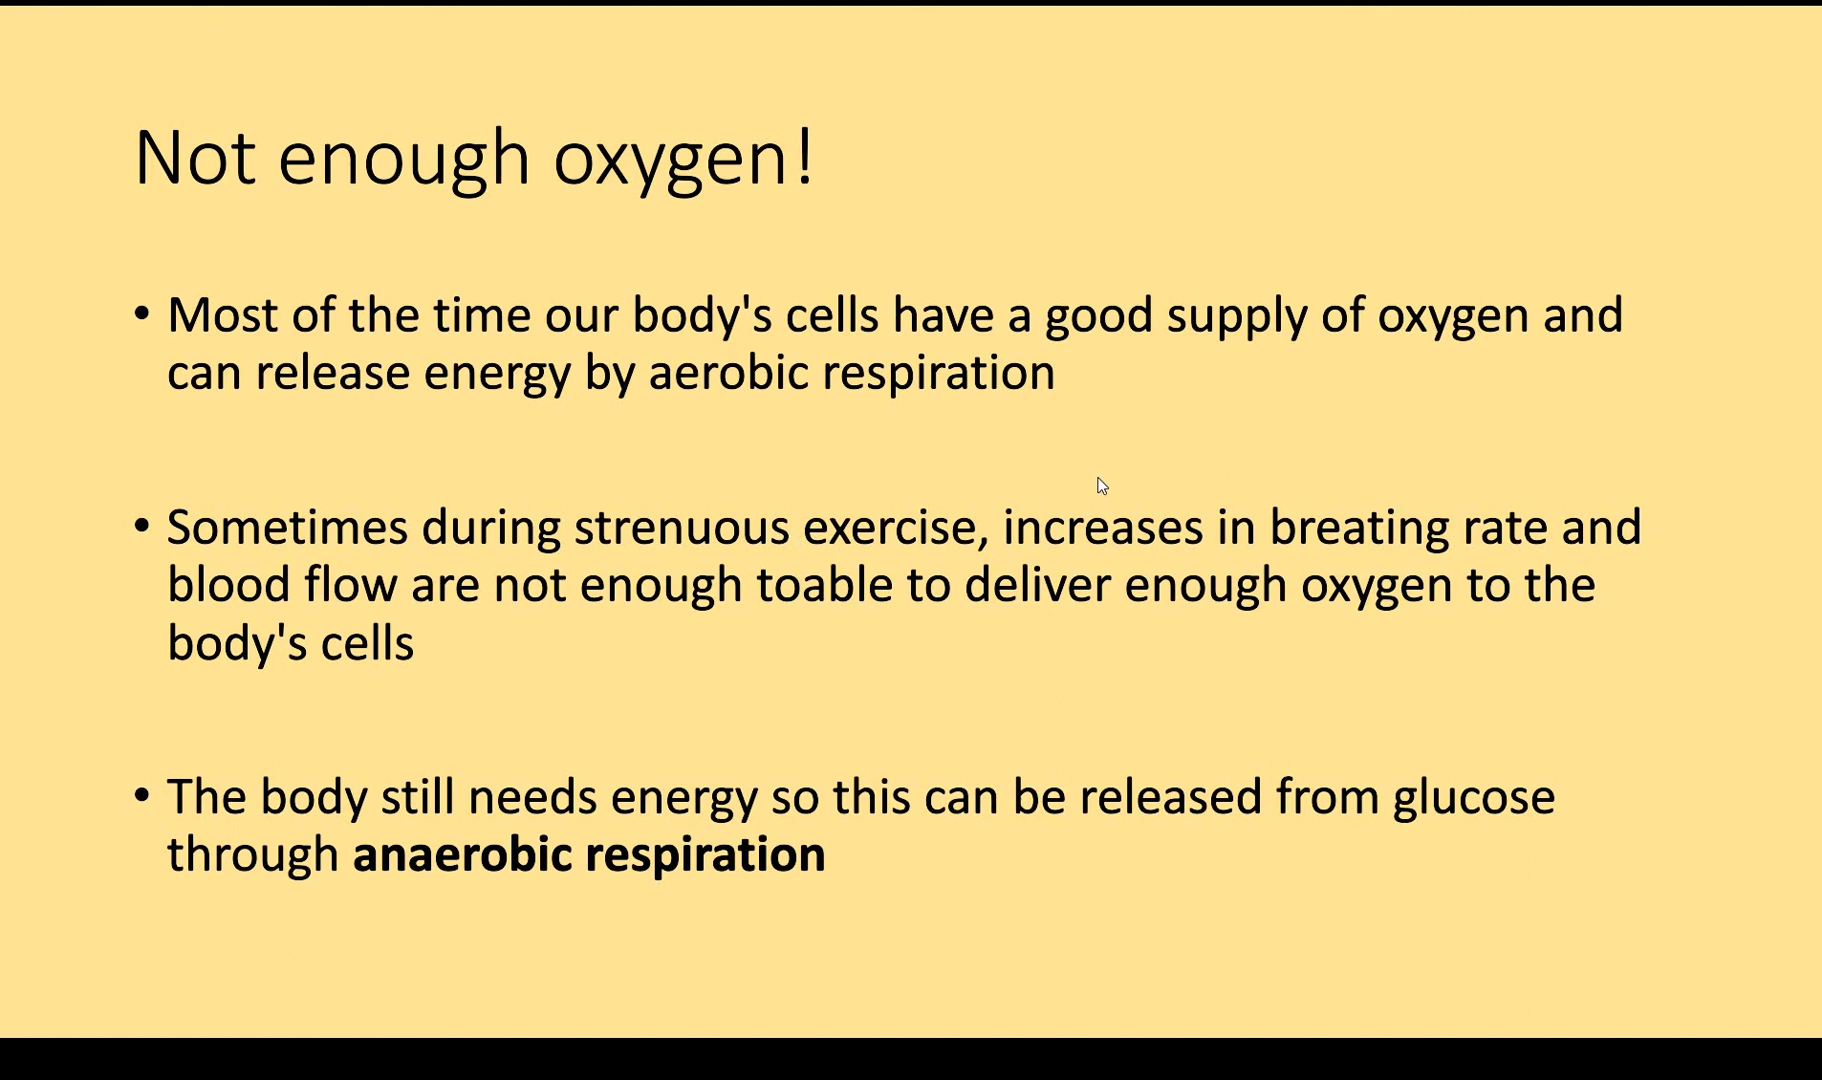 Not enough oxygen!
• Most of the time our body's cells have a good supply of oxygen and
can release energy by aerobic respiration
• Sometimes during strenuous exercise, increases in breating rate and
blood flow are not enough toable to deliver enough oxygen to the
body's cells
• The body still needs energy so this can be released from glucose
through anaerobic respiration